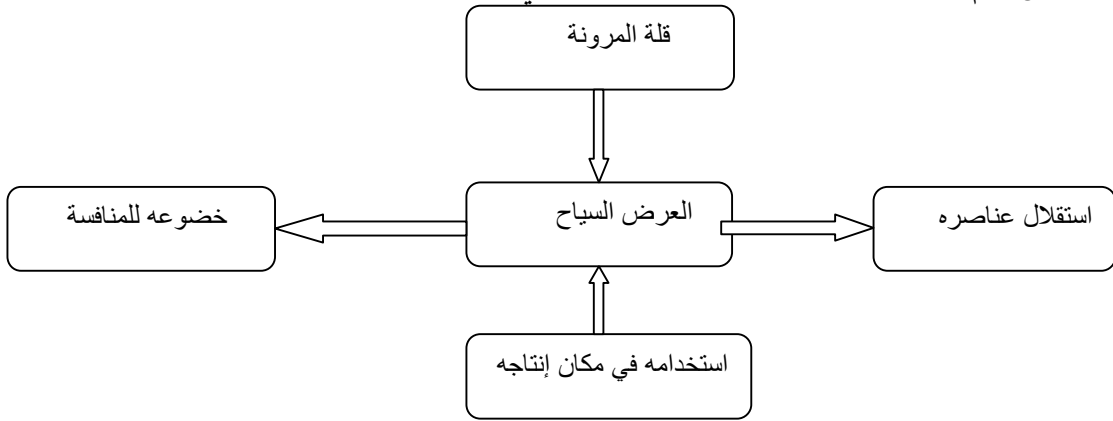 قلة المرونة
استقلال عناصره
العرض السياح
خضوعه للمنافسة
استخدامه في مكان إنتاجه